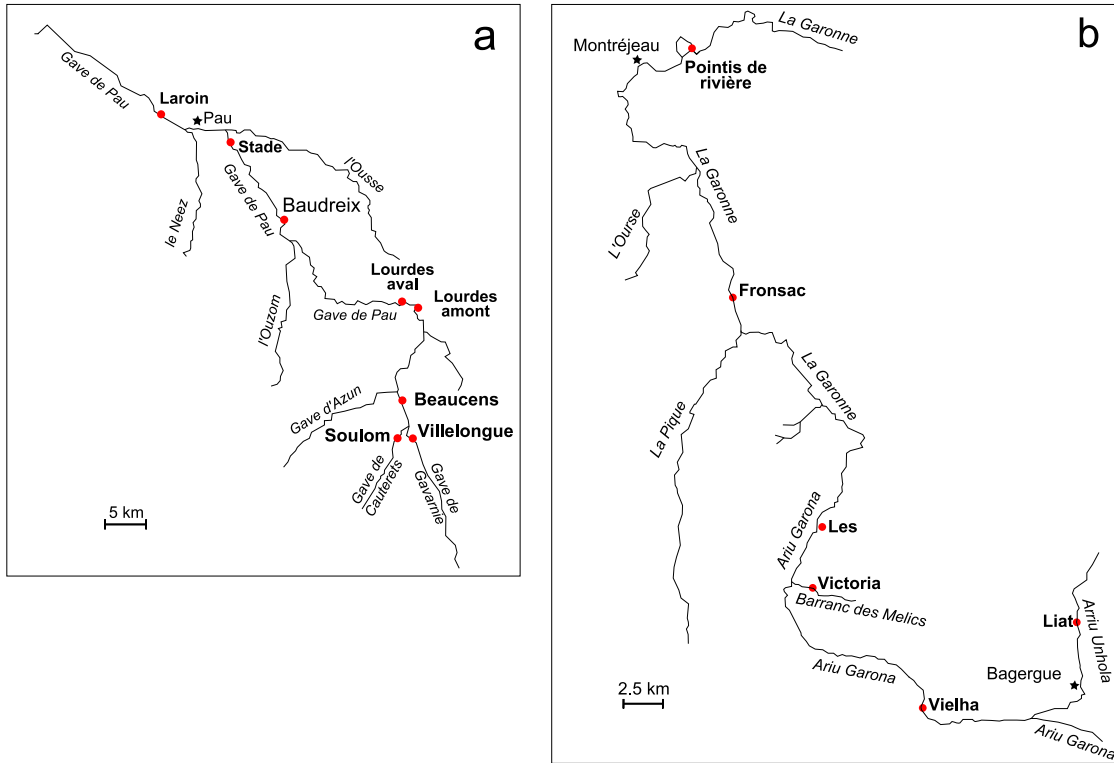 a
Gave de Pau
Laroin
Pau
Stade
l'Ousse
le Neez
Gave de Pau
Baudreix
Lourdes
aval
Lourdes
amont
Gave de Pau
l'Ouzom
Gave d'Azun
Beaucens
Soulom
Villelongue
Gave de
Cauterets
Gave de
Gavarnie
5 km
b
La Garonne
Montréjeau
Pointis de
rivière
La Garonne
L'Ourse
Fronsac
La Garonne
La Pique
Ariu Garona
Les
Victoria
Barranc des Melics
Liat
Arriu Unhola
Ariu Garona
Bagergue
2.5 km
Vielha
Ariu Garona